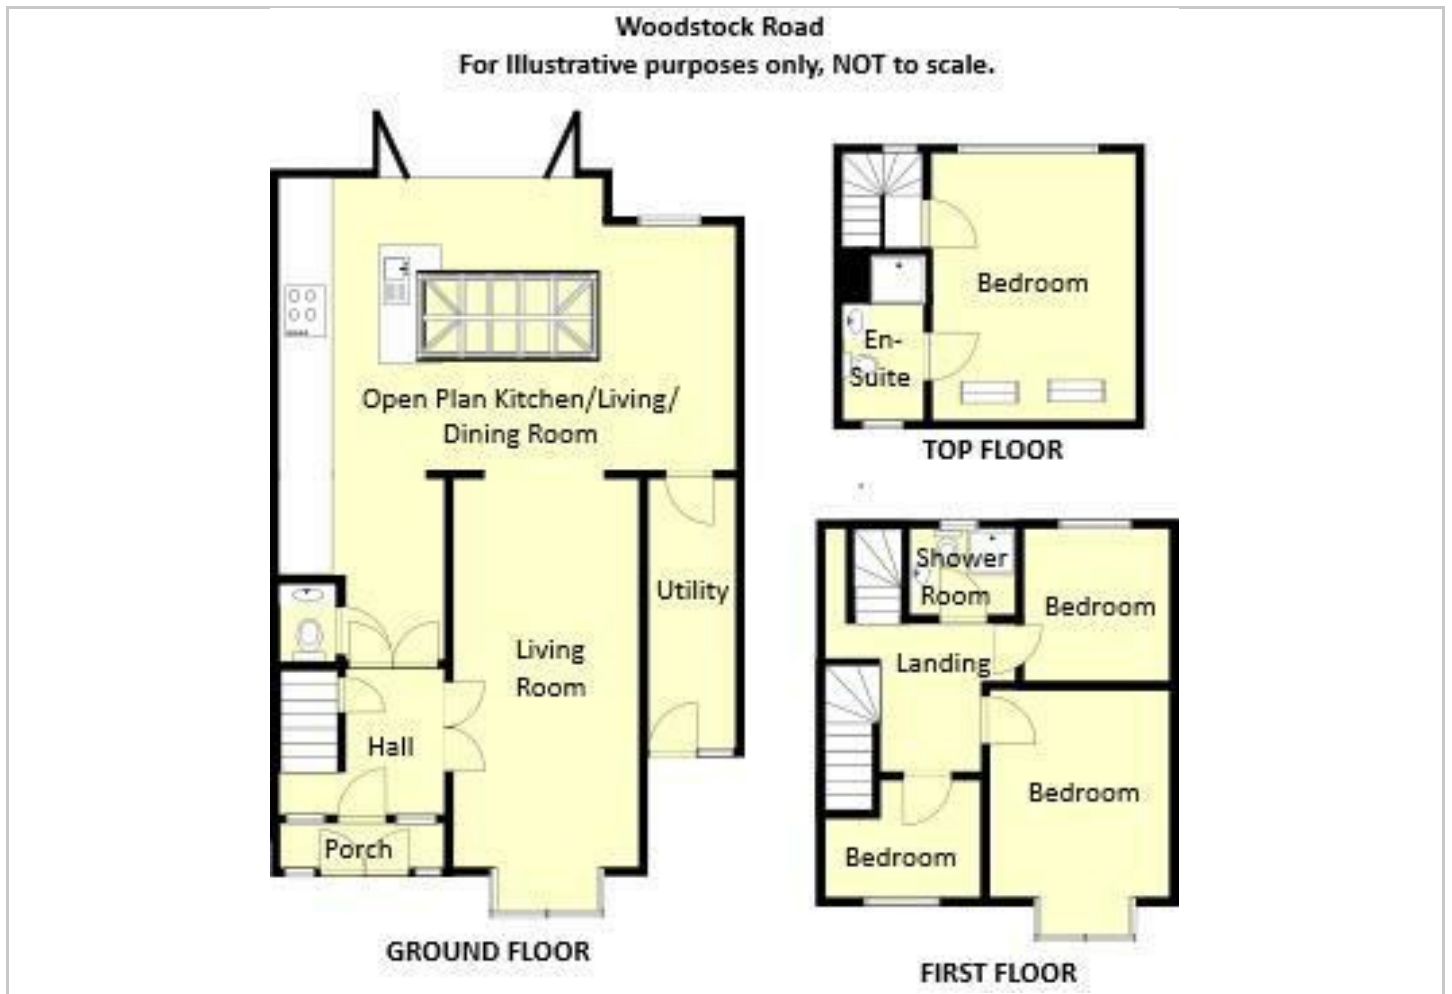 Woodstock Road
For Illustrative purposes only, NOT to scale.
Open Plan Kitchen/Living/
Dining Room
Utility
Living
Room
Hall
Porch
GROUND FLOOR
Bedroom
En-
Suite
TOP FLOOR
Shower
Room
Bedroom
Landing
Bedroom
Bedroom
FIRST FLOOR